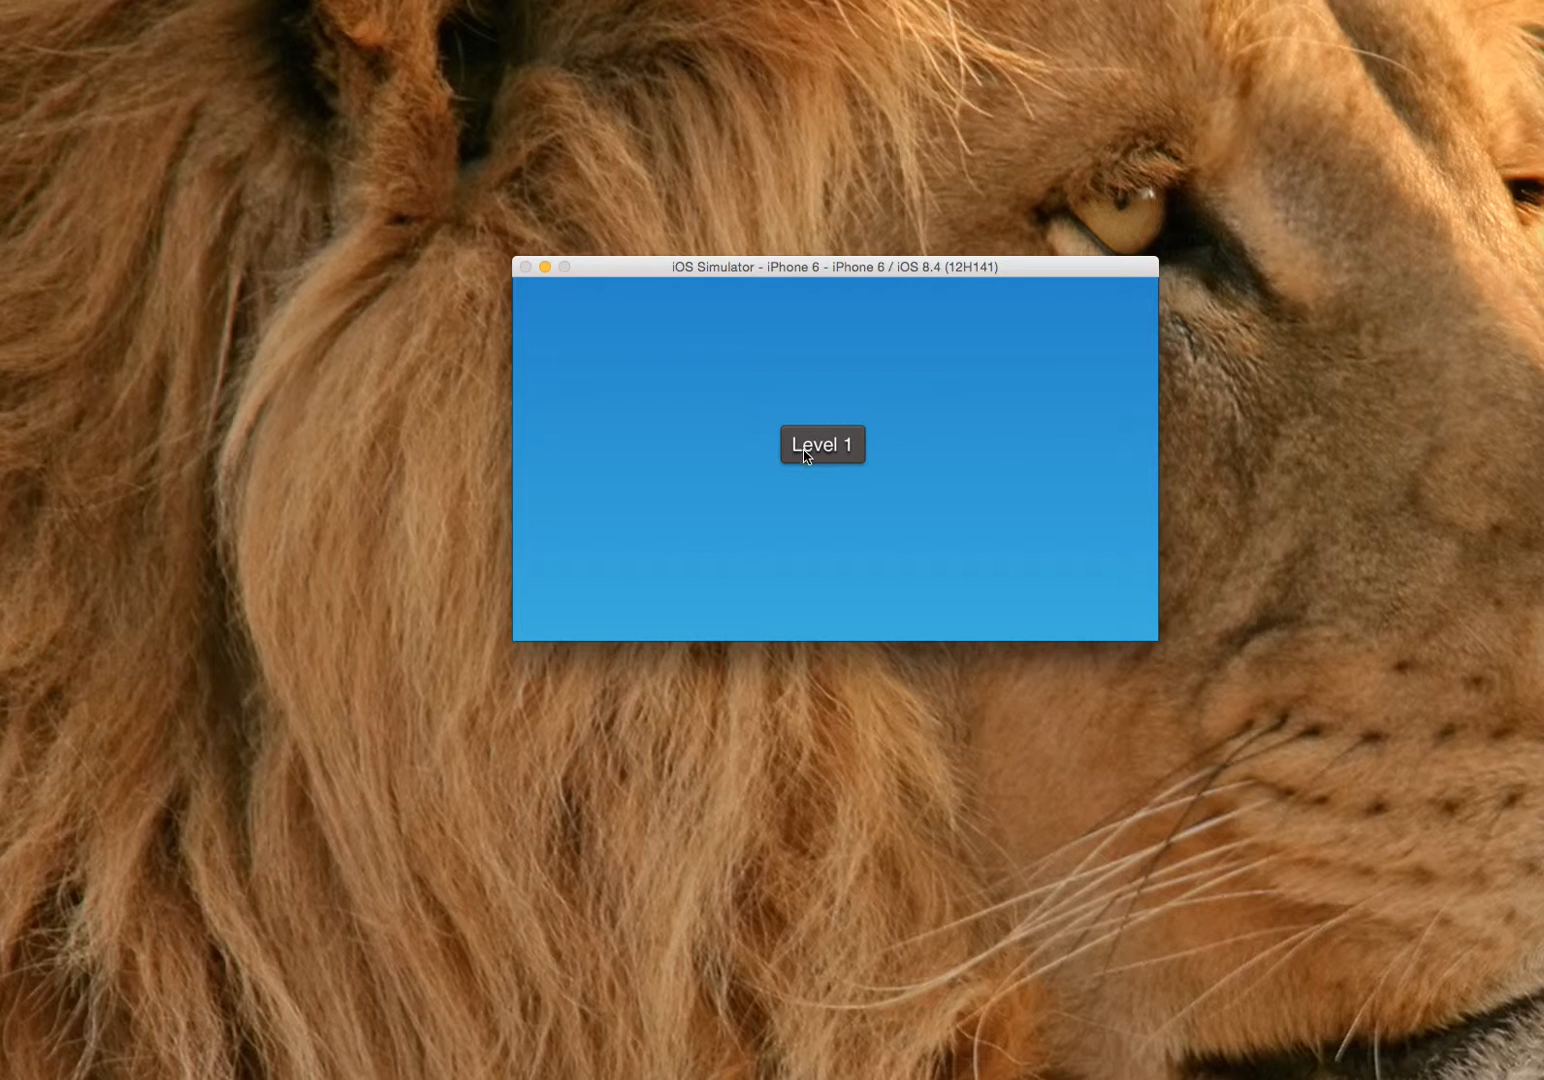 iOS Simulator - iPhone 6 - iPhone 6 / iOS 8.4 (12H141)
Level 1